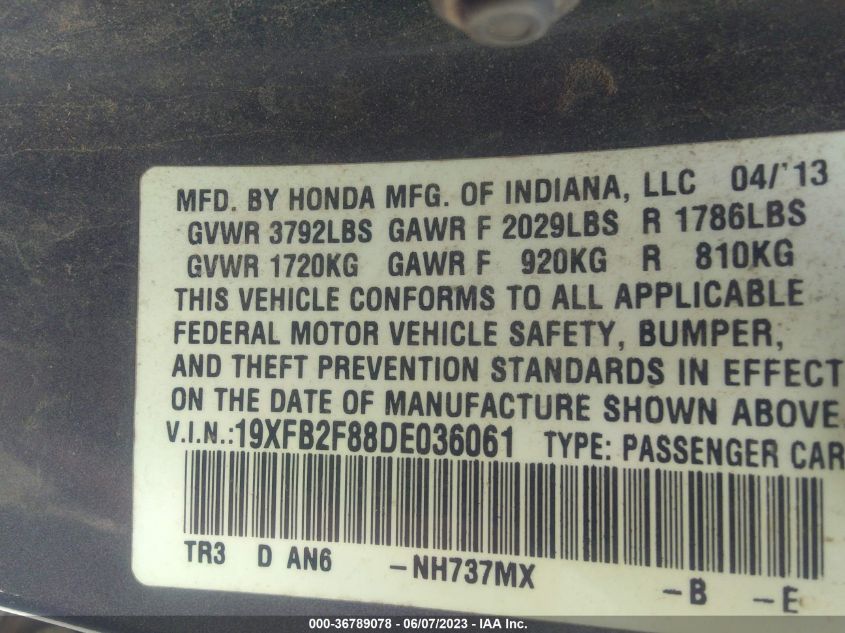 MFD. BY HONDA MFG. OF INDIANA, LLC 04/'13
GVWR 3792LBS GAWR F 2029LBS R 1786LBS
GVWR 1720KG GAWR F 920KG R 810KG
THIS VEHICLE CONFORMS TO ALL APPLICABLE
FEDERAL MOTOR VEHICLE SAFETY, BUMPER,
AND THEFT PREVENTION STANDARDS IN EFFECT
ON THE DATE OF MANUFACTURE SHOWN ABOVE.
V.I.N.:19XFB2F88DE036061 TYPE: PASSENGER CAR
TR3 D AN6 -NH737MX -B -E
000-36789078 - 06/07/2023 - IAA Inc.